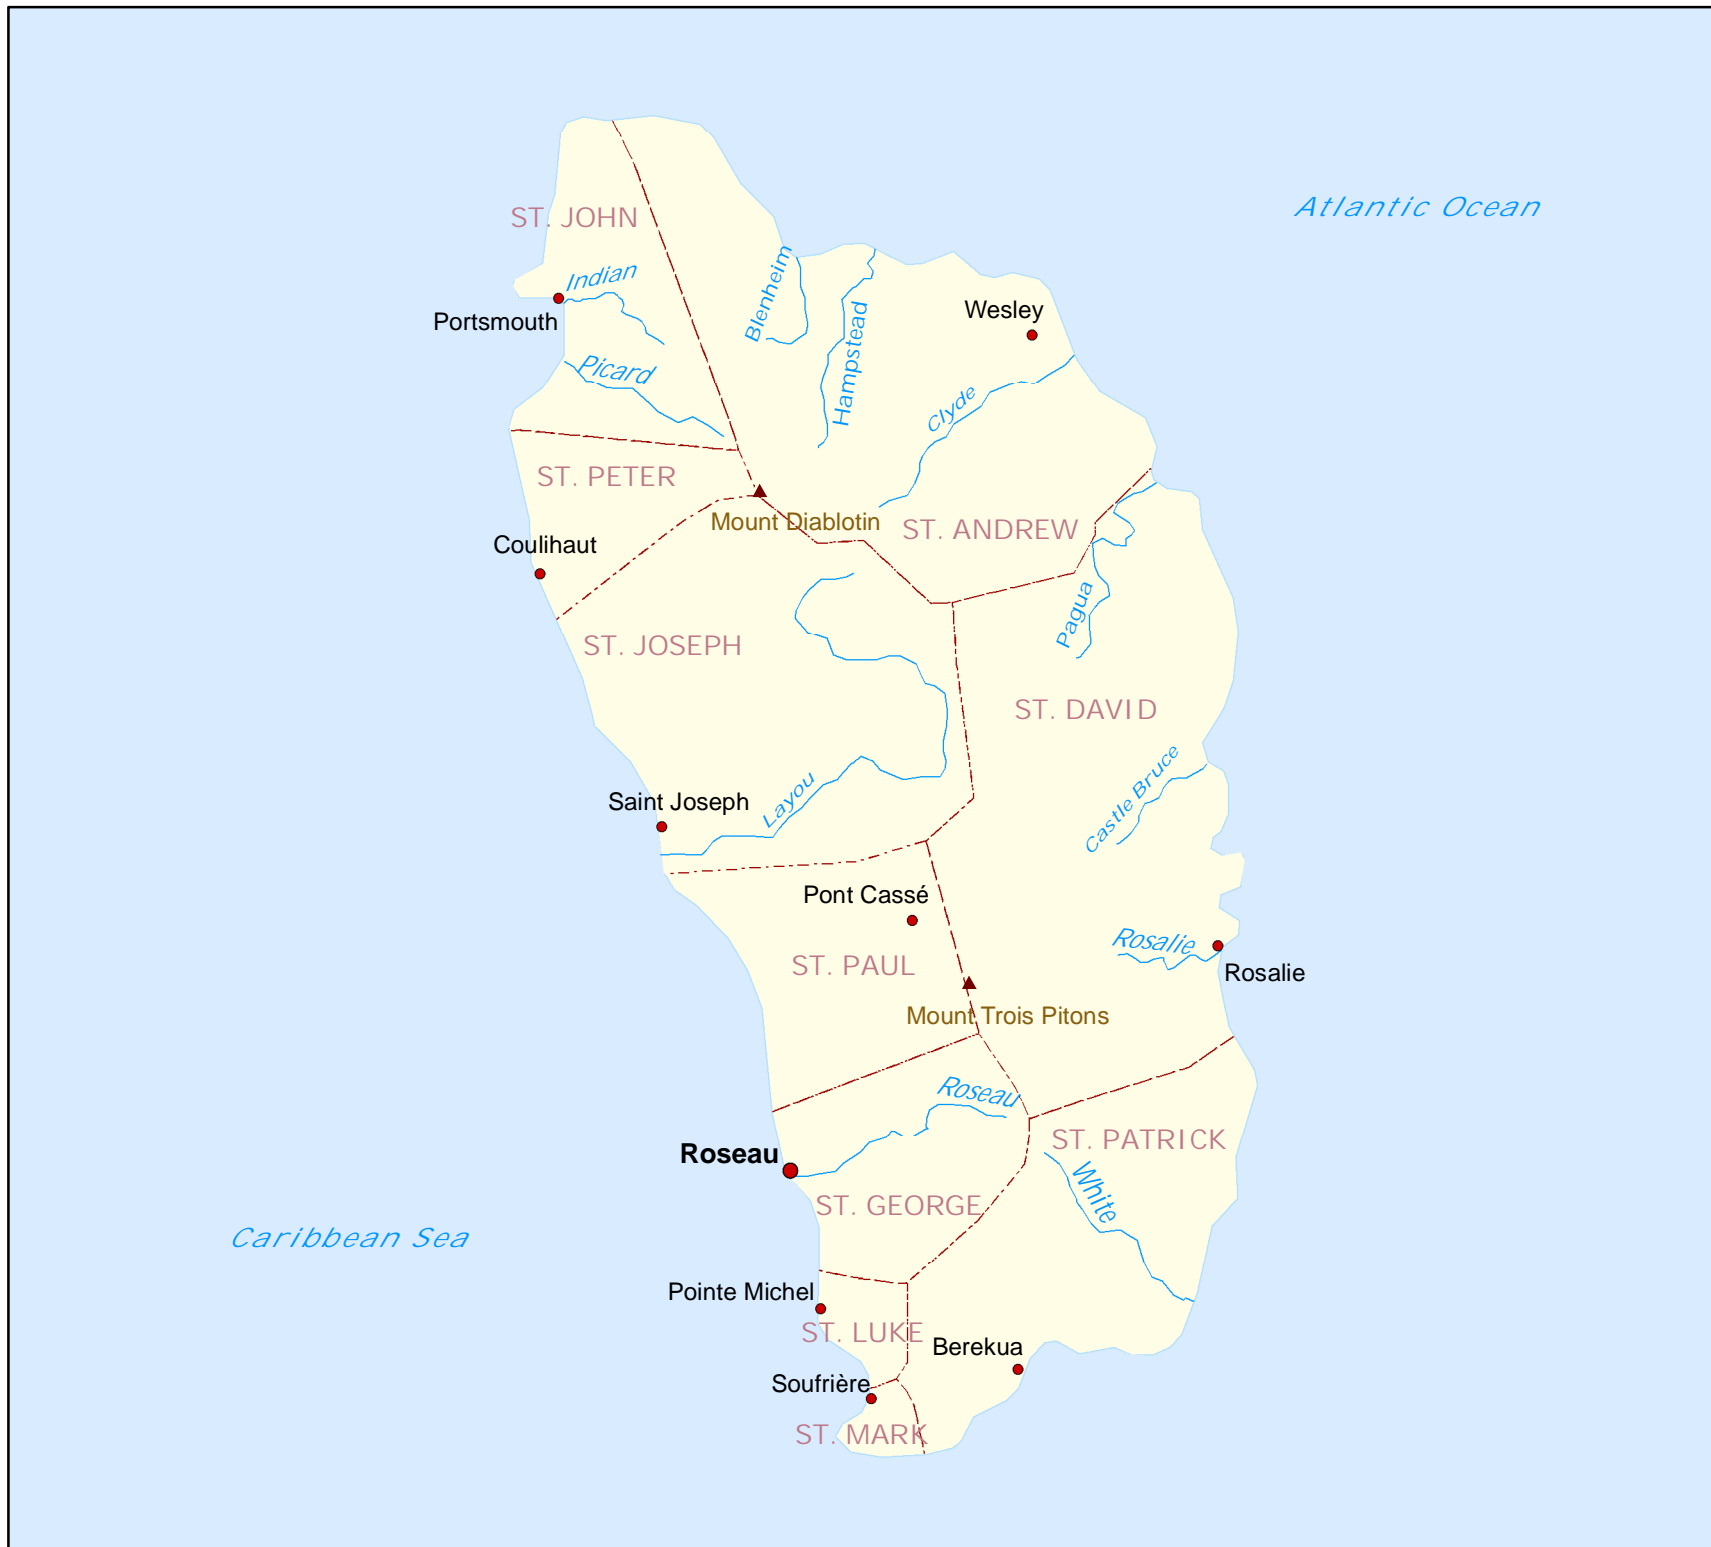 Atlantic Ocean
ST. JOHN
Indian
Blenheim
Hampstead
Wesley
Portsmouth
Picard
Clyde
ST. PETER
Mount Diablotin
ST. ANDREW
Coulihaut
Pagua
ST. JOSEPH
ST. DAVID
Castle Bruce
Saint Joseph
Layou
Pont Cassé
Rosalie
ST. PAUL
Rosalie
Mount Trois Pitons
Roseau
ST. PATRICK
Roseau
White
ST. GEORGE
Caribbean Sea
Pointe Michel
ST. LUKE
Berekua
Soufrière
ST. MARK